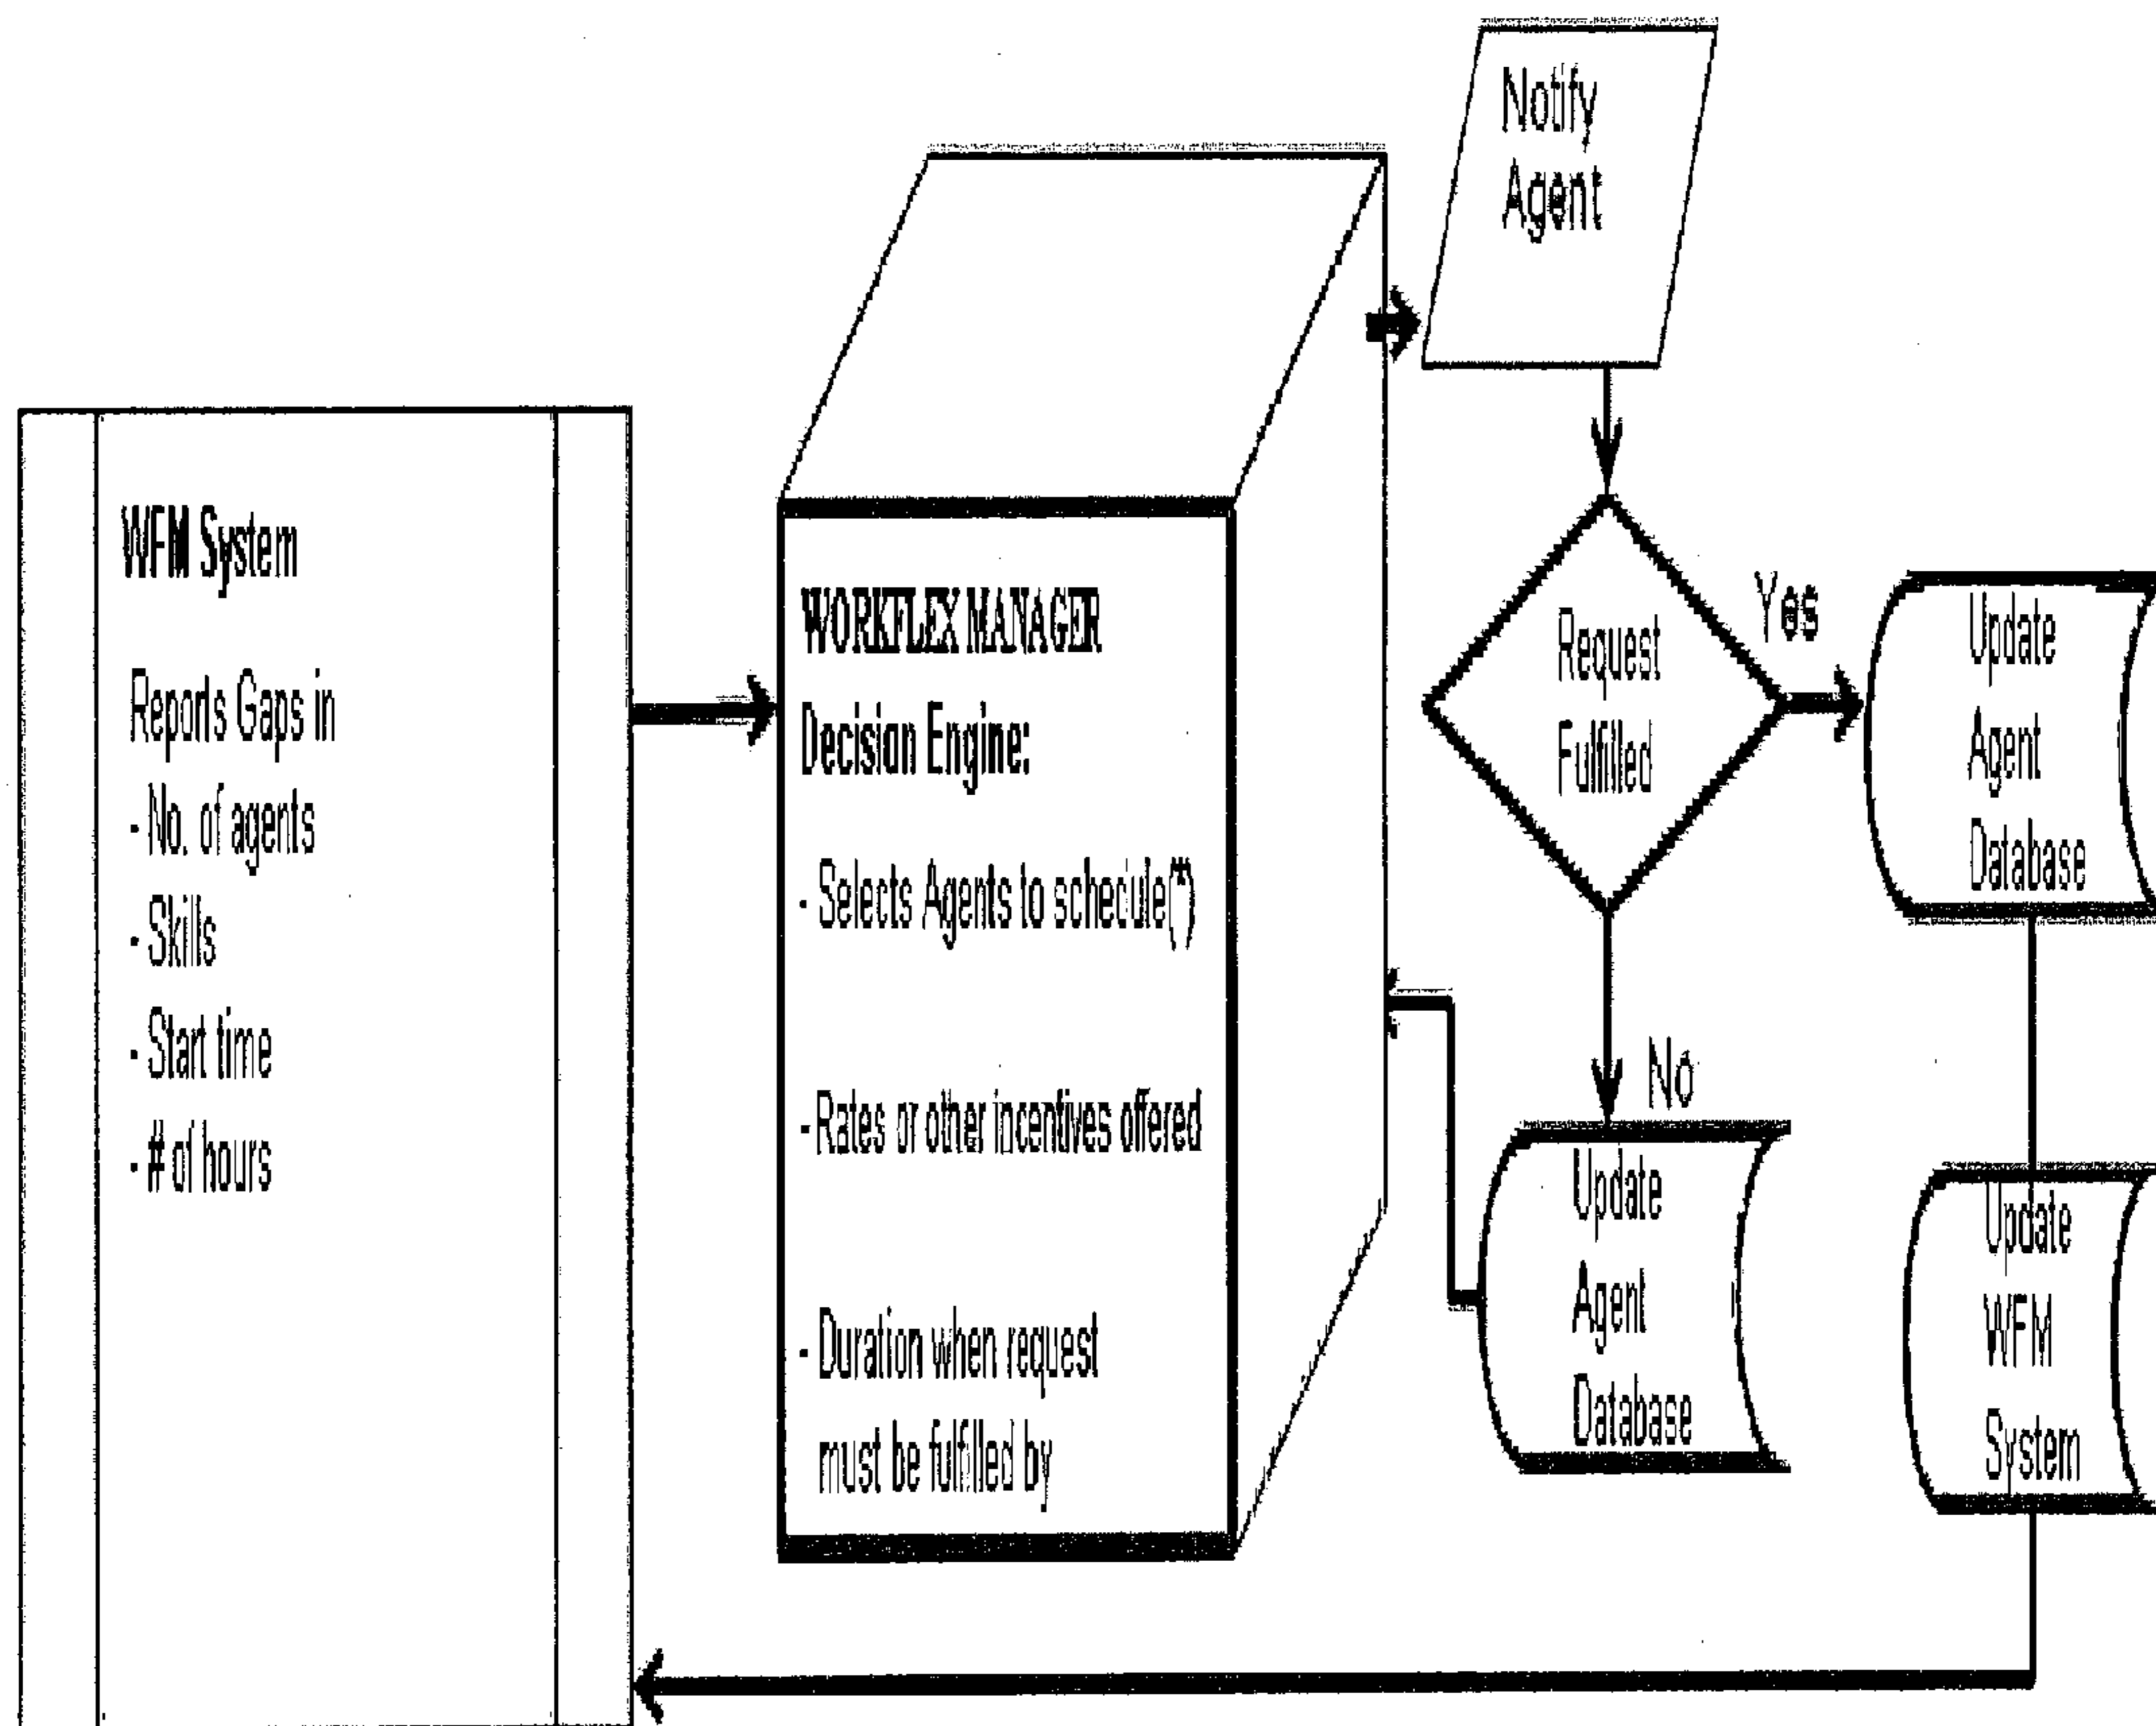 WFM System
Reports Gaps in
- No. of agents
- Skills
- Start time
- # of hours
WORKFLEX MANAGER
Decision Engine:
- Selects Agents to schedule(*)
- Rates or other incentives offered
- Duration when request
must be fulfilled by
Notify
Agent
Request
Fulfilled
Yes
No
Update
Agent
Database
Update
Agent
Database
Update
WFM
System